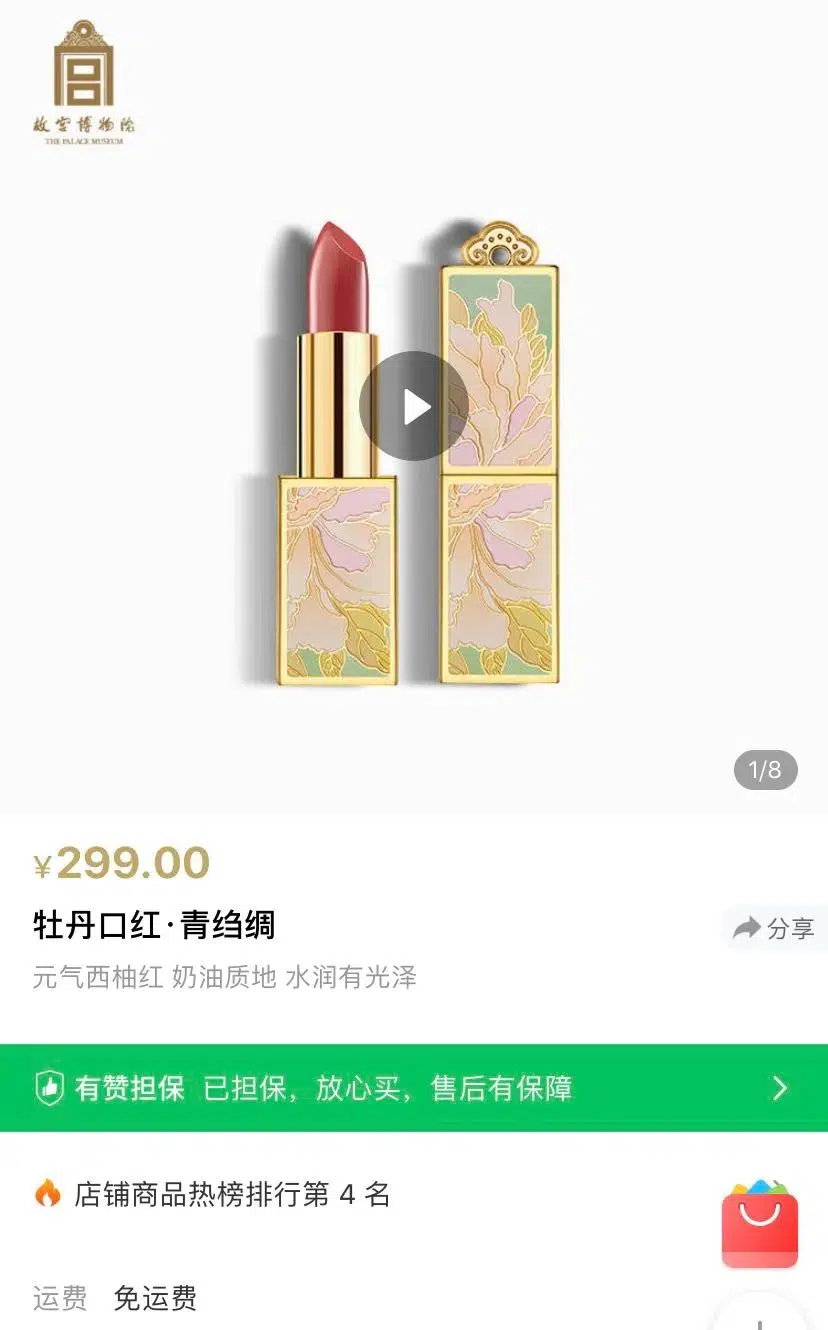 故宫博物院
THE PALACE MUSEUM
1/8
¥299.00
牡丹口红·青绉绸
分享
元气西柚红 奶油质地 水润有光泽
有赞担保 已担保，放心买，售后有保障
店铺商品热榜排行第 4 名
运费 免运费